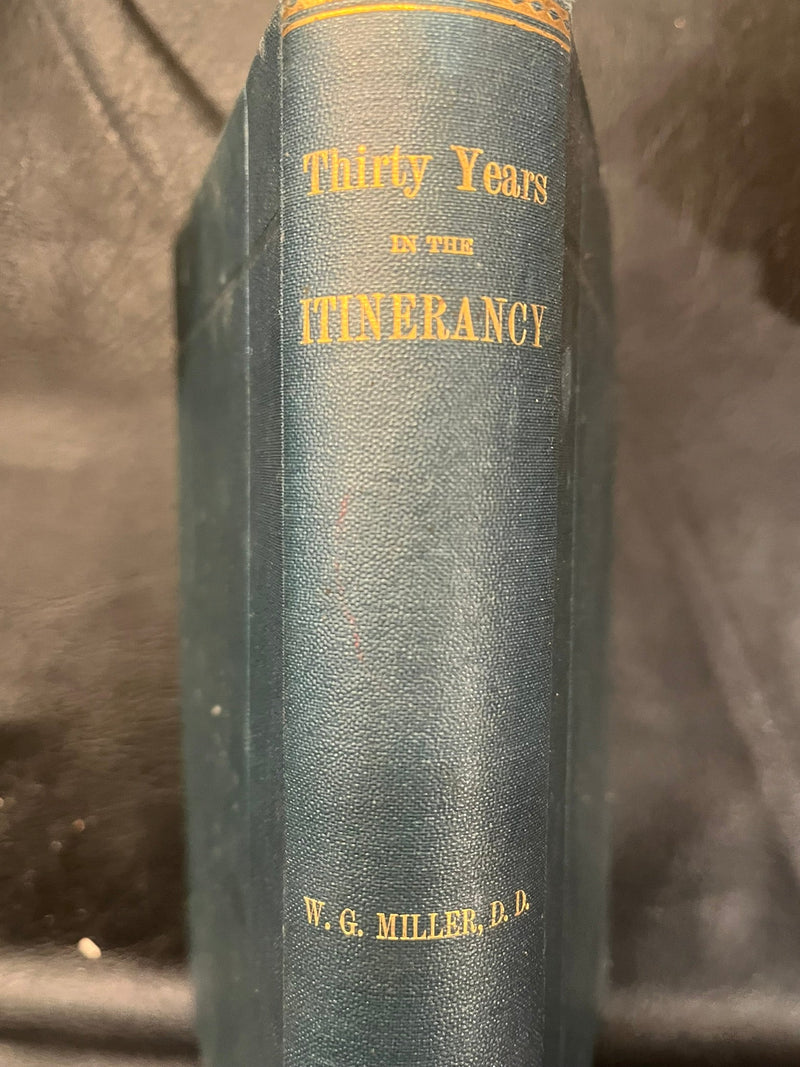 Thirty Years
IN THE
ITINERANCY
W. G. MILLER, D. D.